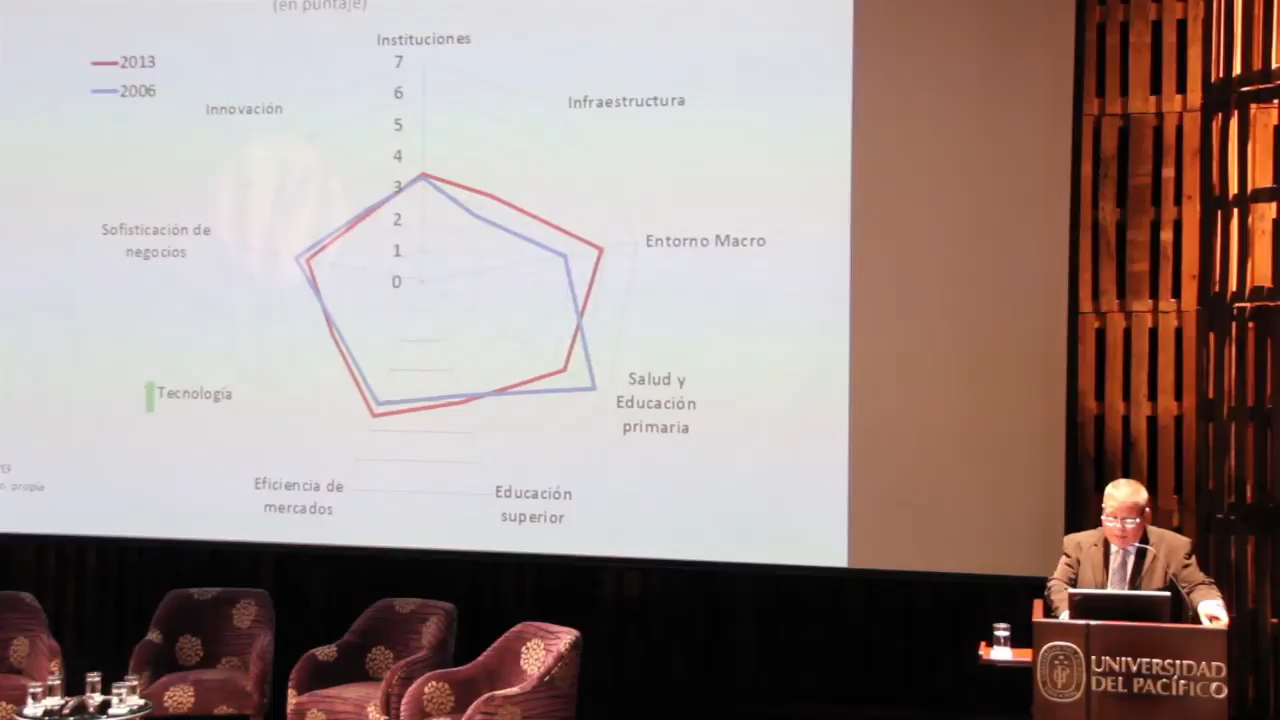 (en puntaje)
Instituciones
2013
2006
7
6
5
4
3
2
1
0
Innovación
Infraestructura
Sofisticación de
negocios
Entorno Macro
Tecnología
Salud y
Educación
primaria
Eficiencia de
mercados
Educación
superior
propia
UNIVERSIDAD
DEL PACÍFICO